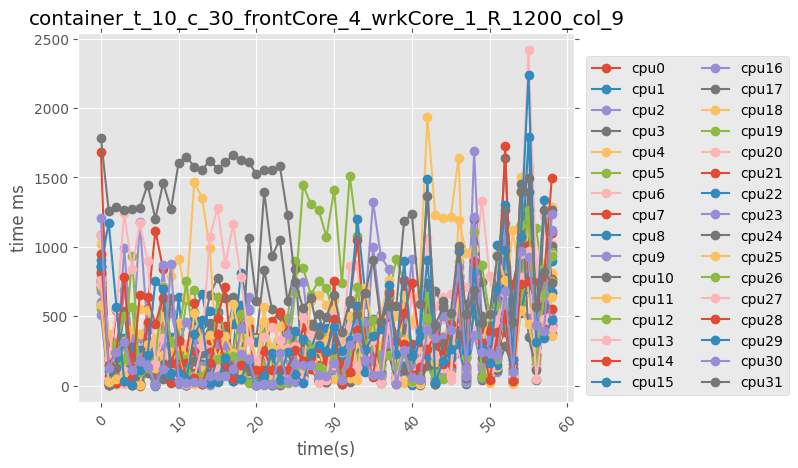 container_t_10_c_30_frontCore_4_wrkCore_1_R_1200_col_9
time ms
2500
2000
1500
1000
500
0
0
10
20
30
40
50
60
time(s)
cpu0
cpu1
cpu2
cpu3
cpu4
cpu5
cpu6
cpu7
cpu8
cpu9
cpu10
cpu11
cpu12
cpu13
cpu14
cpu15
cpu16
cpu17
cpu18
cpu19
cpu20
cpu21
cpu22
cpu23
cpu24
cpu25
cpu26
cpu27
cpu28
cpu29
cpu30
cpu31